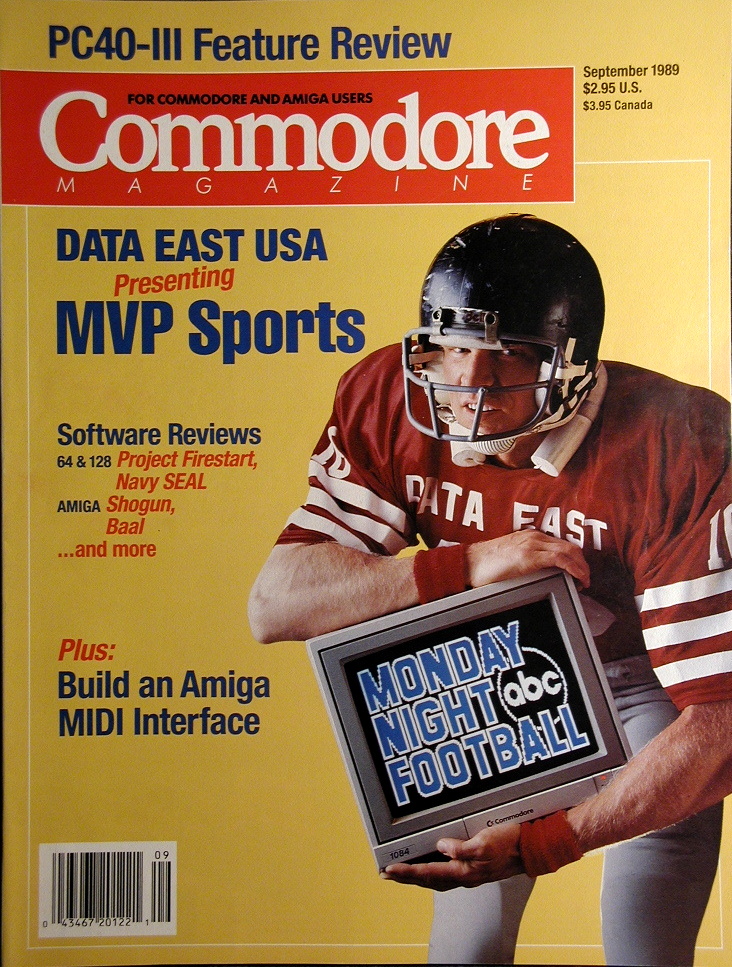 PC40-III Feature Review
September 1989
$2.95 U.S.
$3.95 Canada
FOR COMMODORE AND AMIGA USERS
Commodore
MAGAZINE
DATA EAST USA
Presenting
MVP Sports
Software Reviews
64 & 128 Project Firestart,
Navy SEAL
AMIGA Shogun,
Baal
...and more
Plus:
Build an Amiga
MIDI Interface
10
DATA EAST
10
MONDAY
NIGHT abc
FOOTBALL
Commodore
1084
09
0 43467 20122 1